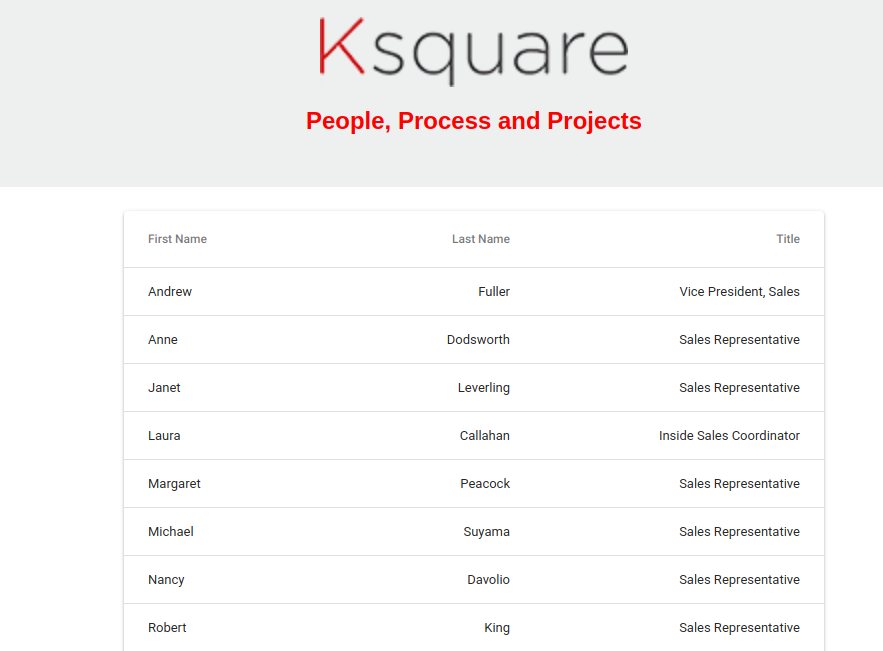 Ksquare
People, Process and Projects
First Name Last Name Title
Andrew Fuller Vice President, Sales
Anne Dodsworth Sales Representative
Janet Leverling Sales Representative
Laura Callahan Inside Sales Coordinator
Margaret Peacock Sales Representative
Michael Suyama Sales Representative
Nancy Davolio Sales Representative
Robert King Sales Representative